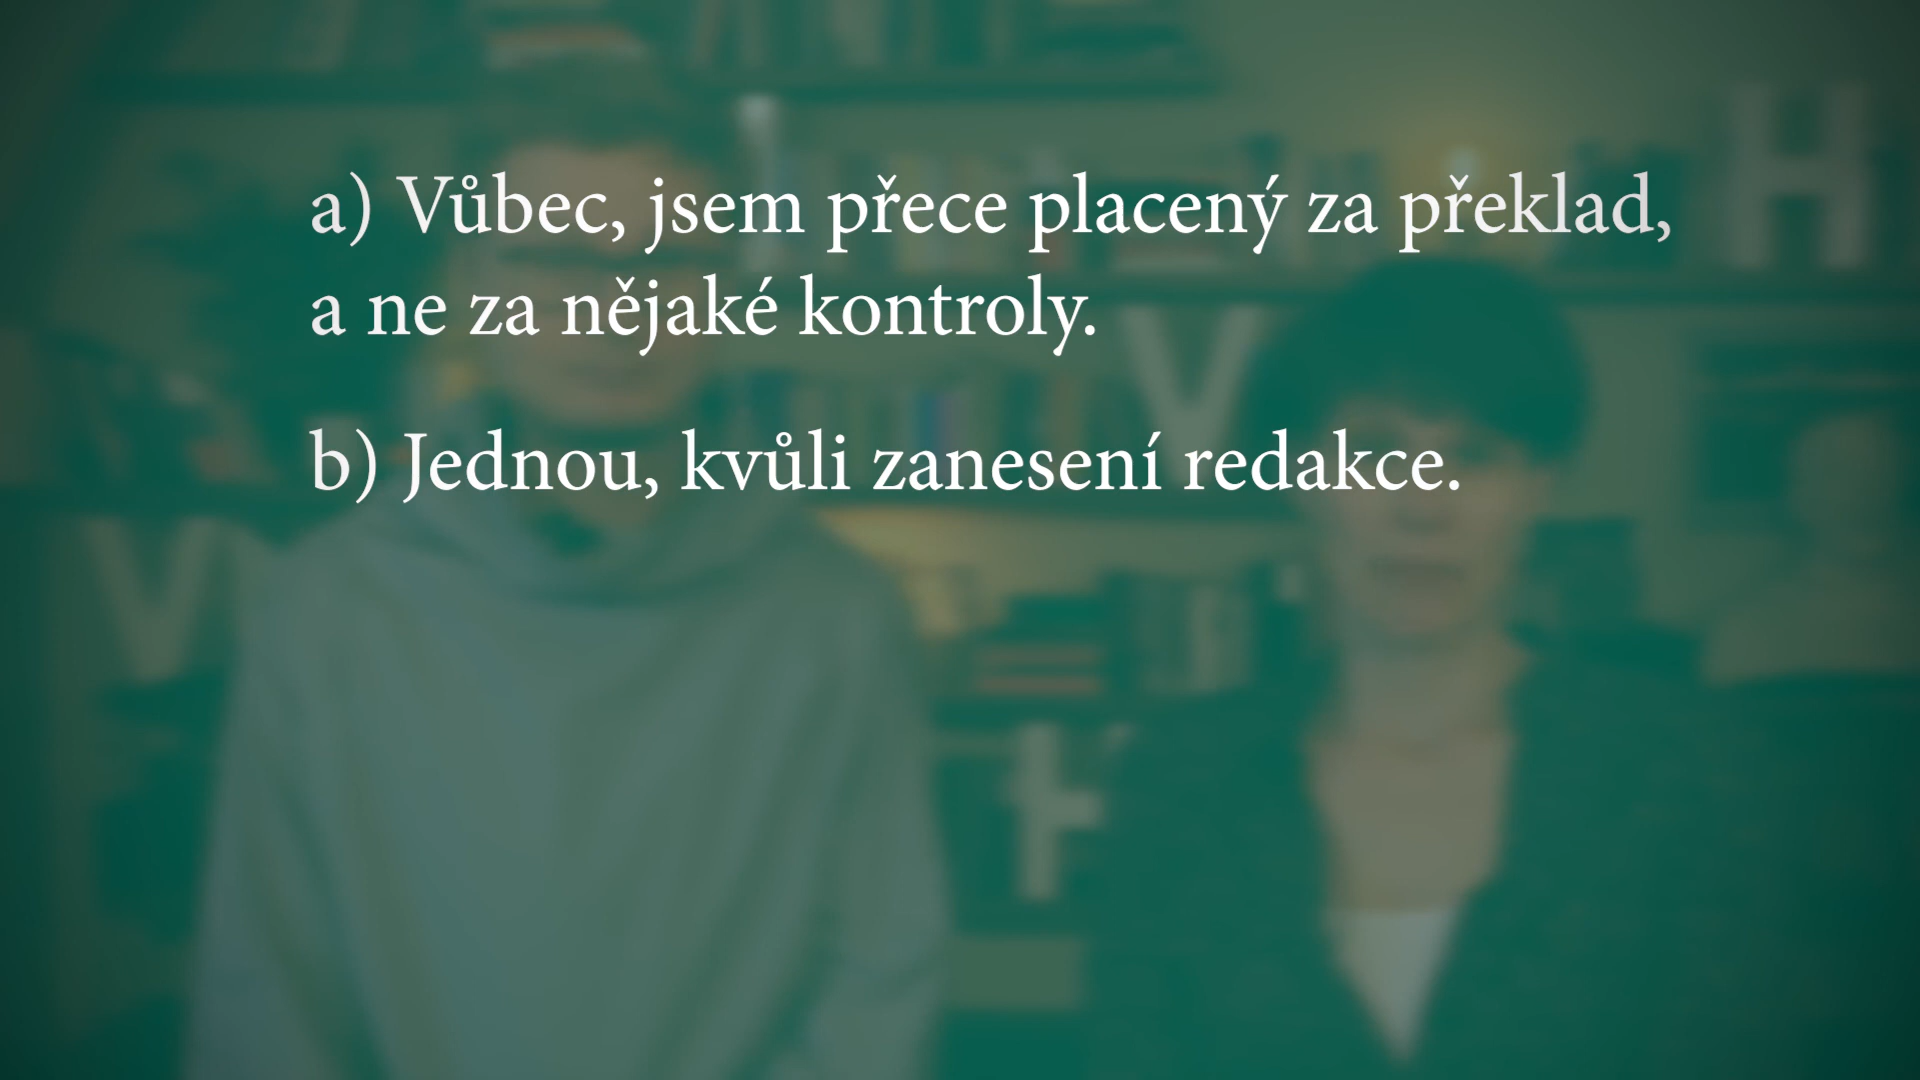 a) Vůbec, jsem přece placený za překlad,
a ne za nějaké kontroly.
b) Jednou, kvůli zanesení redakce.